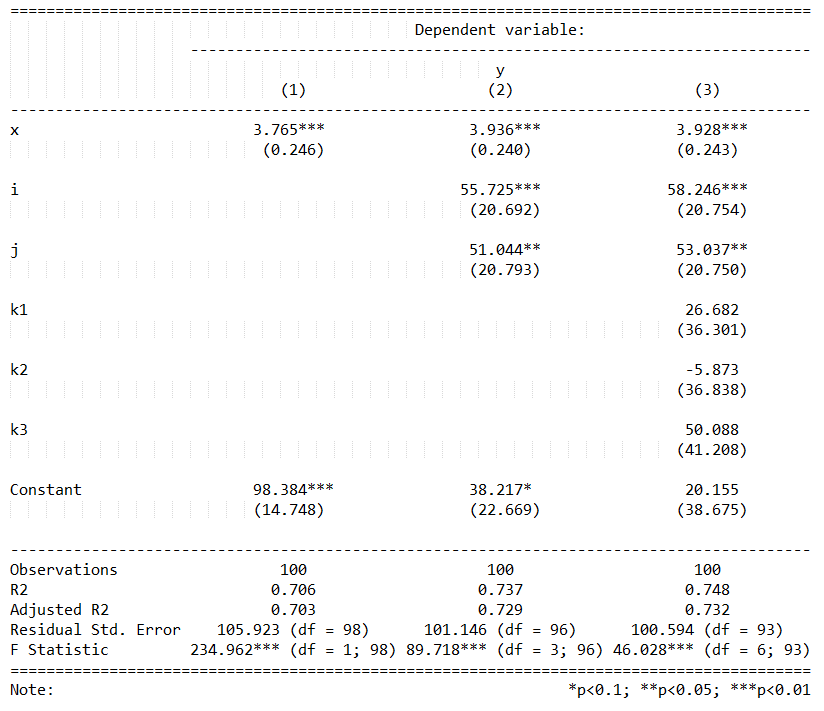 ===========================================================================================
Dependent variable:
---------------------------------------------------------------------
y
(1) (2) (3)
-------------------------------------------------------------------------------------------
x 3.765*** 3.936*** 3.928***
(0.246) (0.240) (0.243)
i 55.725*** 58.246***
(20.692) (20.754)
j 51.044** 53.037**
(20.793) (20.750)
k1 26.682
(36.301)
k2 -5.873
(36.838)
k3 50.088
(41.208)
Constant 98.384*** 38.217* 20.155
(14.748) (22.669) (38.675)
-------------------------------------------------------------------------------------------
Observations 100 100 100
R2 0.706 0.737 0.748
Adjusted R2 0.703 0.729 0.732
Residual Std. Error 105.923 (df = 98) 101.146 (df = 96) 100.594 (df = 93)
F Statistic 234.962*** (df = 1; 98) 89.718*** (df = 3; 96) 46.028*** (df = 6; 93)
===========================================================================================
Note: *p<0.1; **p<0.05; ***p<0.01